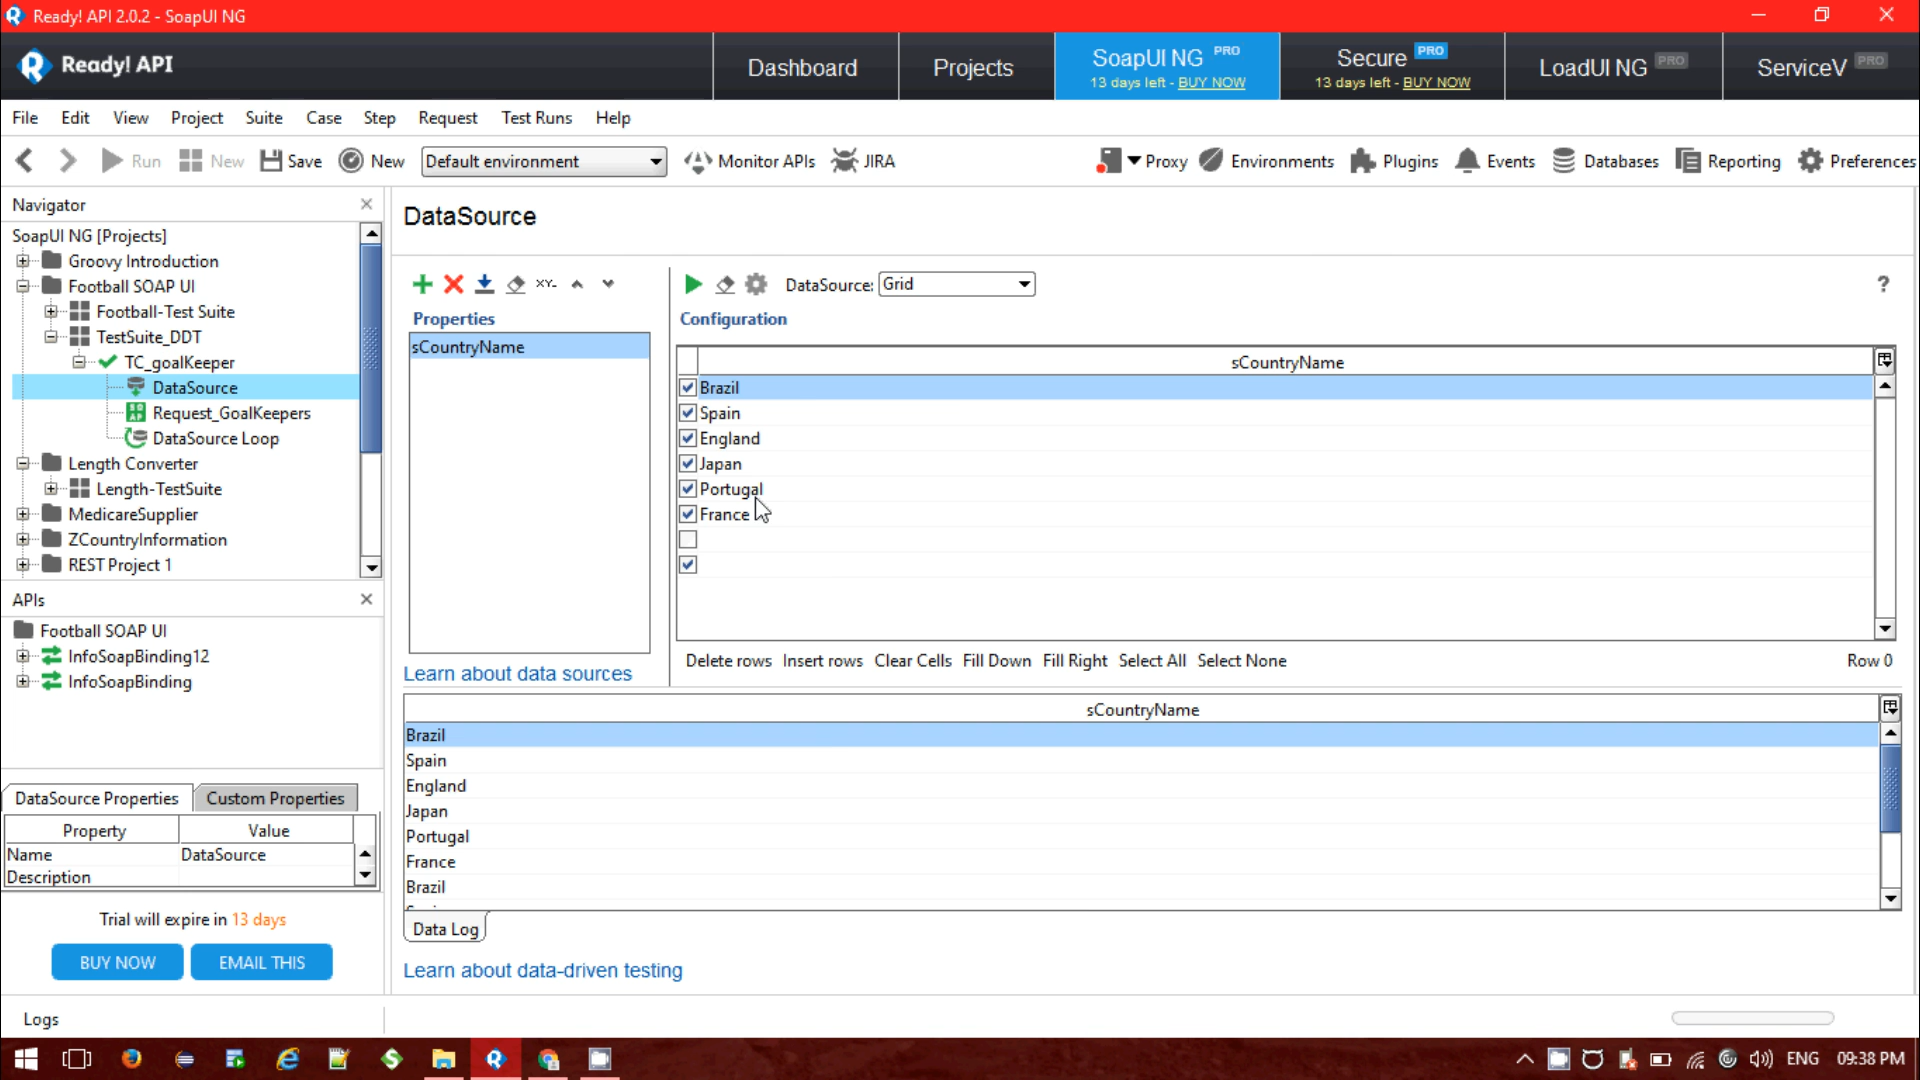 Ready! API 2.0.2 - SoapUI NG
Ready! API
Dashboard
Projects
SoapUI NG PRO
13 days left - BUY NOW
Secure PRO
13 days left - BUY NOW
LoadUI NG PRO
ServiceV PRO
File Edit View Project Suite Case Step Request Test Runs Help
Run New Save New Default environment Monitor APIs JIRA Proxy Environments Plugins Events Databases Reporting Preferences
Navigator
SoapUI NG [Projects]
Groovy Introduction
Football SOAP UI
Football-Test Suite
TestSuite_DDT
TC_goalKeeper
DataSource
Request_GoalKeepers
DataSource Loop
Length Converter
Length-TestSuite
MedicareSupplier
ZCountryInformation
REST Project 1
APIs
Football SOAP UI
InfoSoapBinding12
InfoSoapBinding
DataSource Properties Custom Properties
Property Value
Name DataSource
Description
Trial will expire in 13 days
BUY NOW EMAIL THIS
DataSource
XY-
DataSource: Grid
?
Properties
sCountryName
Configuration
sCountryName
Brazil
Spain
England
Japan
Portugal
France
Delete rows Insert rows Clear Cells Fill Down Fill Right Select All Select None Row 0
Learn about data sources
sCountryName
Brazil
Spain
England
Japan
Portugal
France
Brazil
Data Log
Learn about data-driven testing
Logs
ENG 09:38 PM